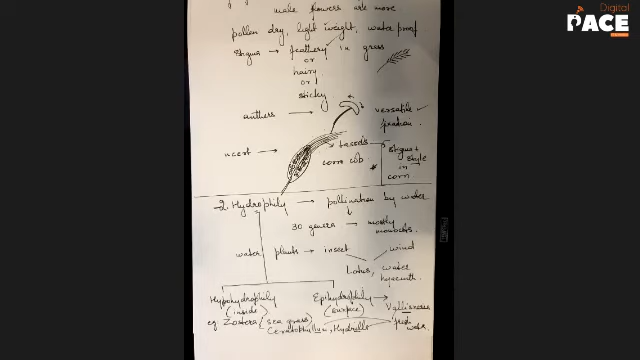 Digital
PACE
make flowers are more
pollen dry, light weight, water proof
Stigma → feathery in grass
or
hairy
or
sticky
anthers → versatile
ncert → tassels → Stigma &
style
corn cob
in
corn
2. Hydrophily → pollination by water
30 genera → mostly
monocots.
water plants → insect wind
Lotus, water
hyacinth.
Hypohydrophily Epihydrophily →
(inside) (surface) Vallisneria
eg Zostera (sea grass) fresh
Ceratophyllum, Hydrilla water.